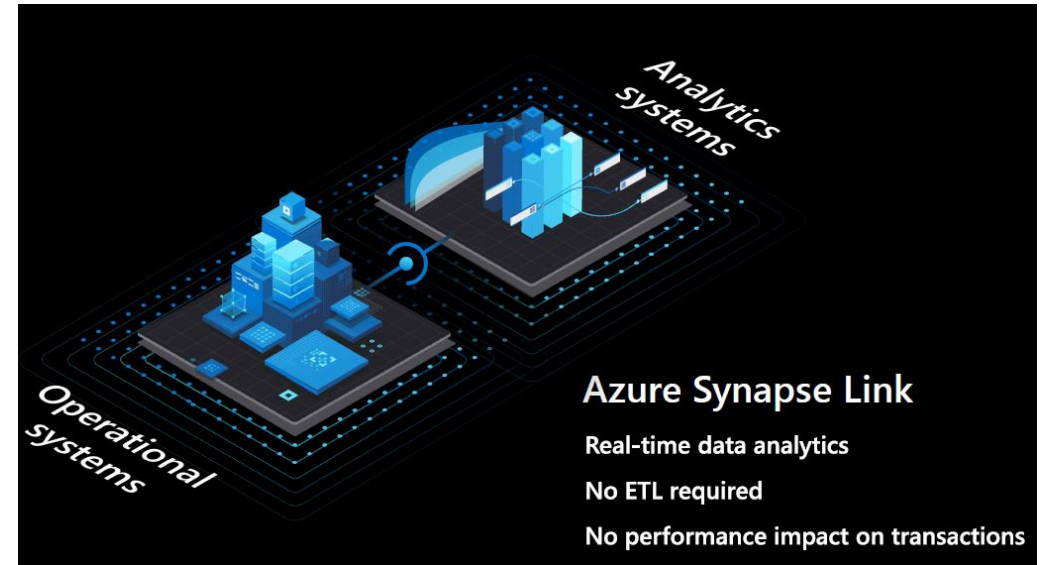 Analytics
systems
Operational
systems
Azure Synapse Link
Real-time data analytics
No ETL required
No performance impact on transactions